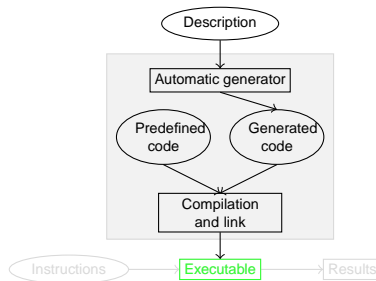 Description
Automatic generator
Predefined
code
Generated
code
Compilation
and link
Instructions
Executable
Results